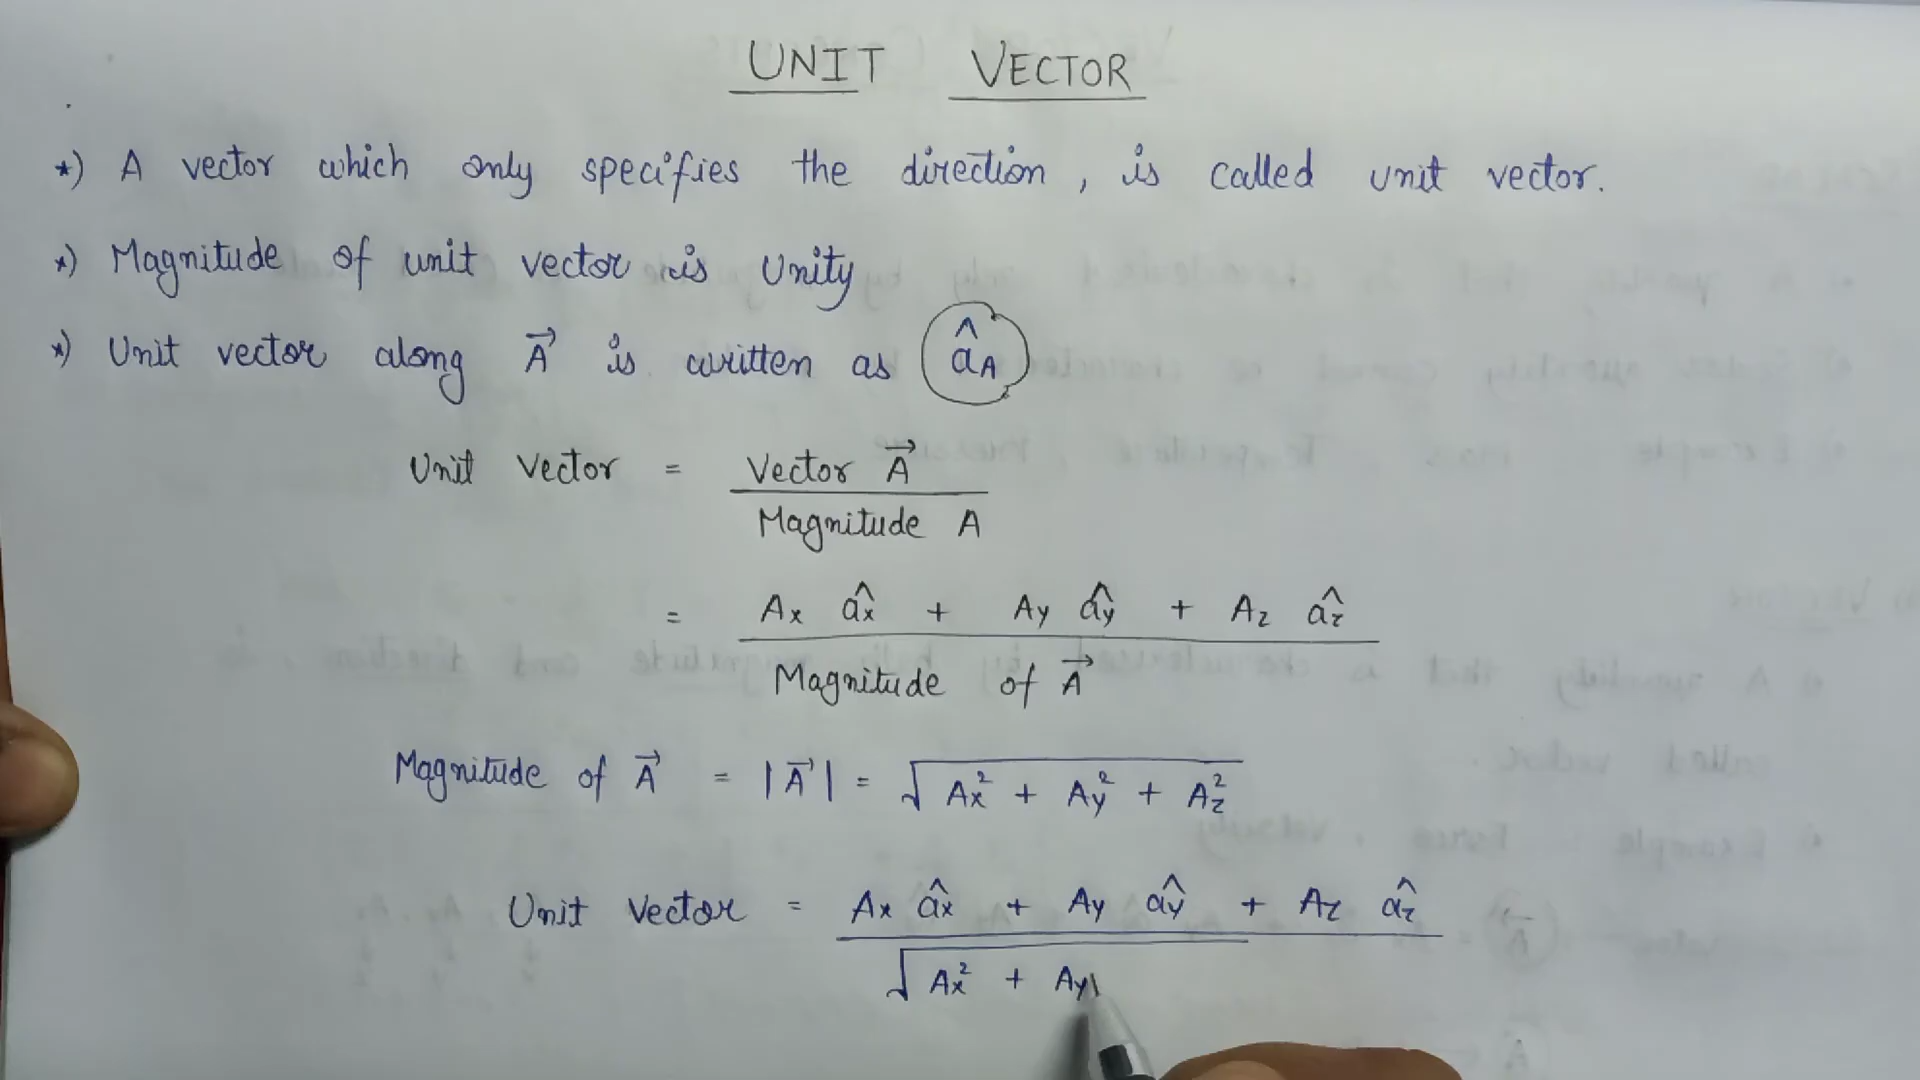 UNIT VECTOR
*) A vector which only specifies the direction, is called unit vector.
*) Magnitude of unit vector is Unity
*) Unit vector along A⃗ is written as â_A
Unit Vector = Vector A⃗
Magnitude A
= Ax âx + Ay ây + Az âz
Magnitude of A⃗
Magnitude of A⃗ = |A⃗| = √Ax² + Ay² + Az²
Unit Vector = Ax âx + Ay ây + Az âz
√Ax² + Ay